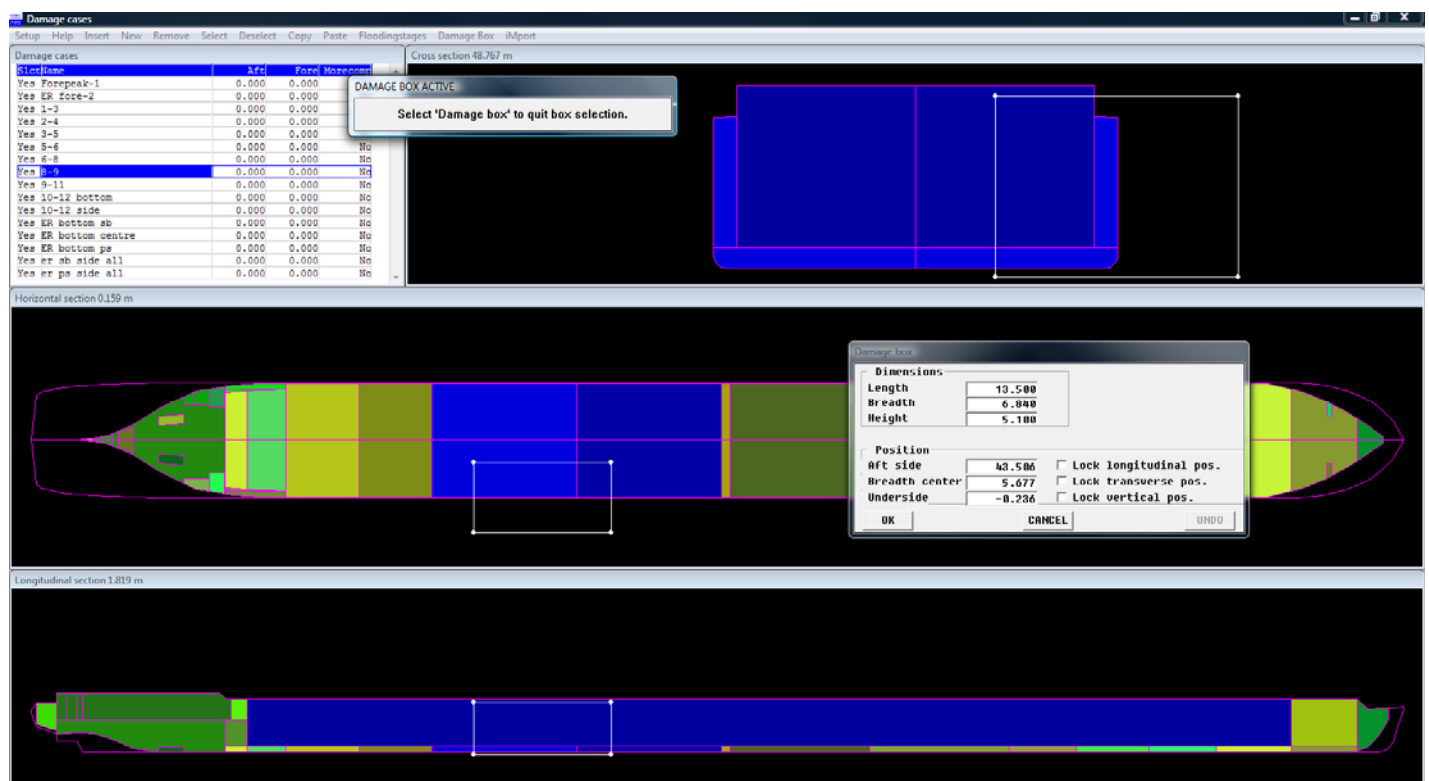 Damage cases
Setup Help Insert New Remove Select Deselect Copy Paste Floodingstages Damage Box iMport
Damage cases
Cross section 48.767 m
Slct Name Aft Fore Morecomm
Yes Forepeak-1 0.000 0.000
Yes ER fore-2 0.000 0.000
Yes 1-3 0.000 0.000
Yes 2-4 0.000 0.000
Yes 3-5 0.000 0.000
Yes 5-6 0.000 0.000 No
Yes 6-8 0.000 0.000 No
Yes 8-9 0.000 0.000 No
Yes 9-11 0.000 0.000 No
Yes 10-12 bottom 0.000 0.000 No
Yes 10-12 side 0.000 0.000 No
Yes ER bottom sb 0.000 0.000 No
Yes ER bottom centre 0.000 0.000 No
Yes ER bottom ps 0.000 0.000 No
Yes er sb side all 0.000 0.000 No
Yes er ps side all 0.000 0.000 No
DAMAGE BOX ACTIVE
Select 'Damage box' to quit box selection.
Horizontal section 0.159 m
Damage box
Dimensions
Length 13.500
Breadth 6.840
Height 5.100
Position
Aft side 43.506 Lock longitudinal pos.
Breadth center 5.677 Lock transverse pos.
Underside -0.236 Lock vertical pos.
OK CANCEL UNDO
Longitudinal section 1.819 m